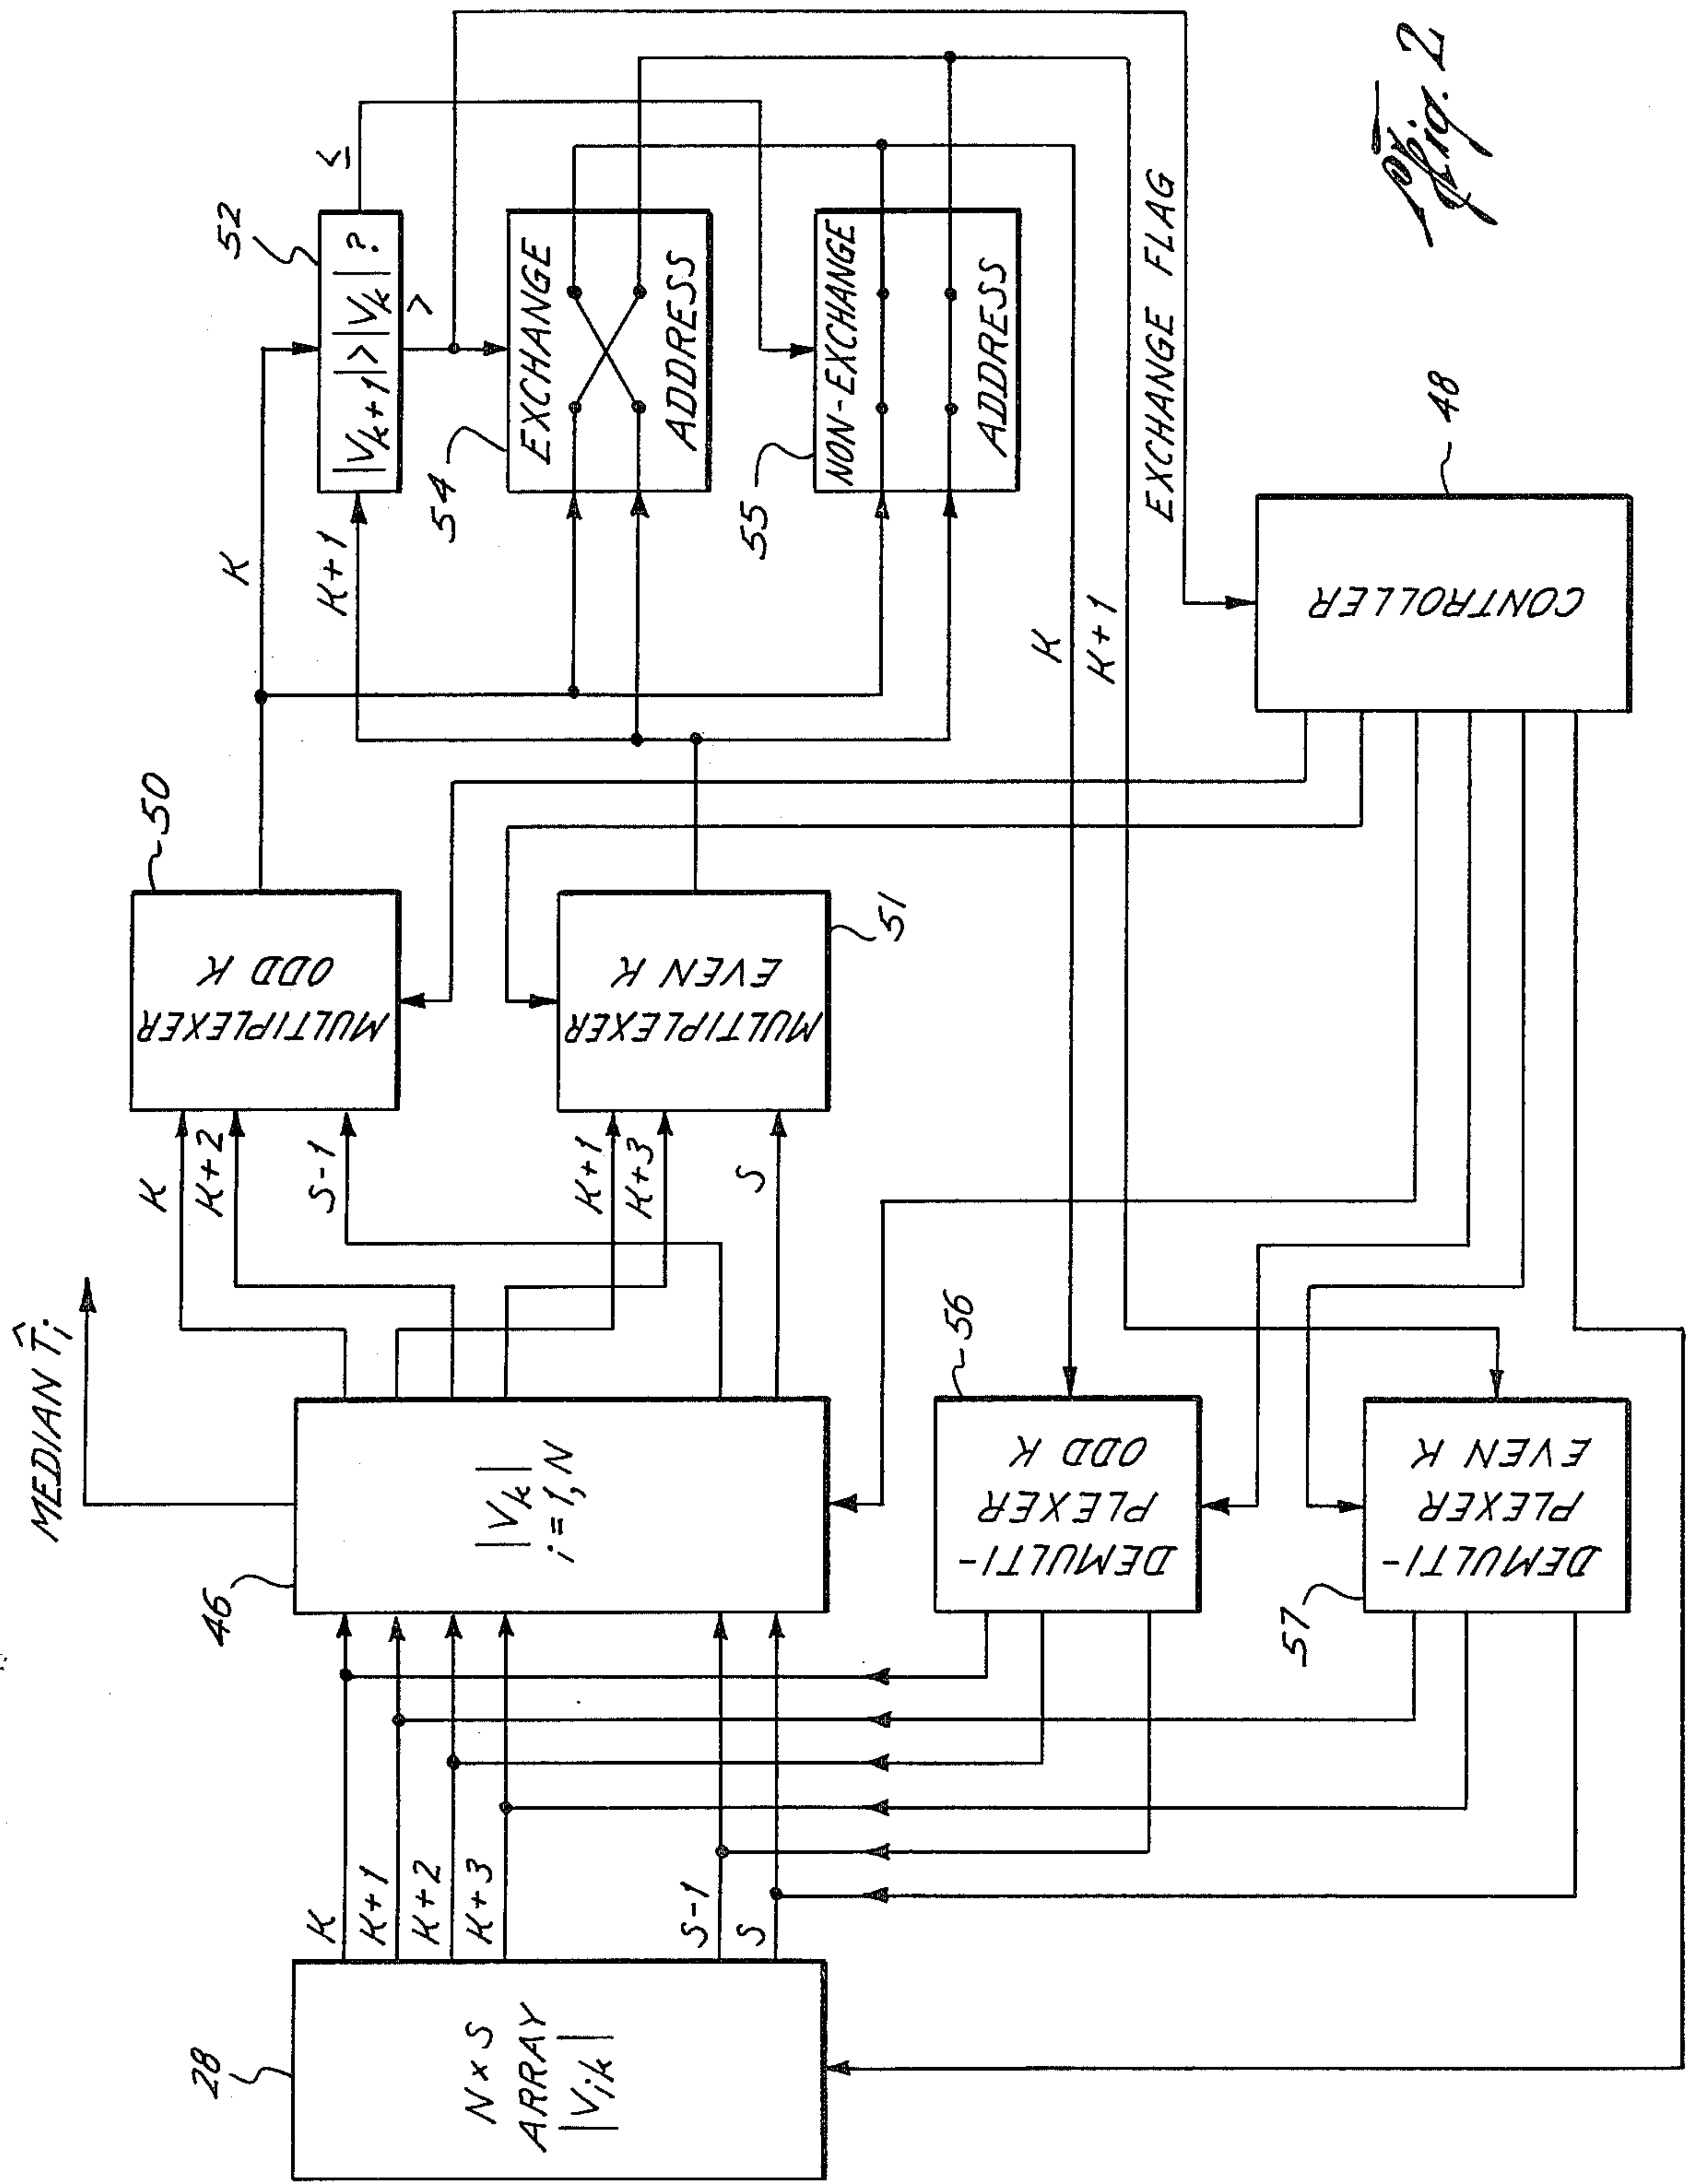 MEDIAN T̂i
28
N x S
ARRAY
|Vik|
K
K+1
K+2
K+3
S-1
S
46
|Vk|
i=1,N
K
K+2
S-1
K+1
K+3
S
50
MULTIPLEXER
ODD K
MULTIPLEXER
EVEN K
51
K
K+1
52
|Vk+1|>|Vk| ?
≤
>
54
EXCHANGE
ADDRESS
55
NON-EXCHANGE
ADDRESS
K
K+1
EXCHANGE FLAG
56
DEMULTI-
PLEXER
ODD K
57
DEMULTI-
PLEXER
EVEN K
48
CONTROLLER
Fig. 2